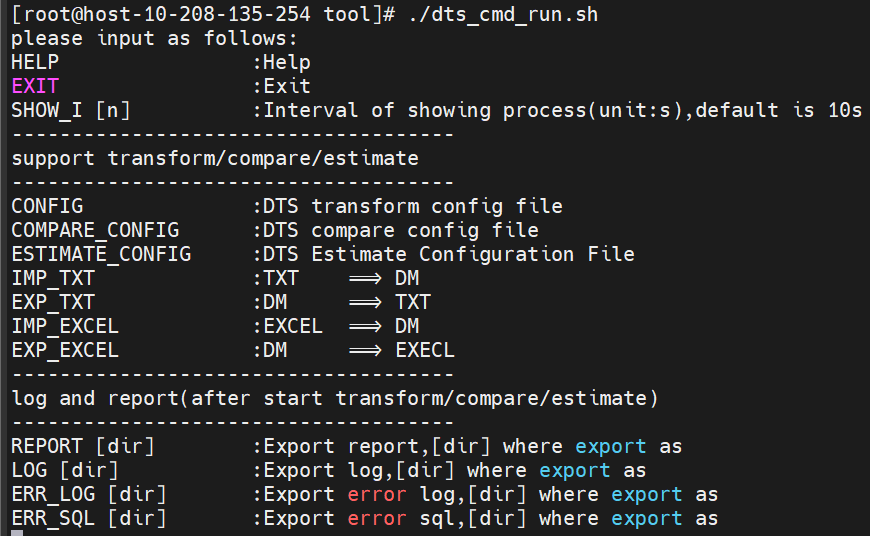 [root@host-10-208-135-254 tool]# ./dts_cmd_run.sh
please input as follows:
HELP                :Help
EXIT                :Exit
SHOW_I [n]          :Interval of showing process(unit:s),default is 10s
-------------------------------------
support transform/compare/estimate
-------------------------------------
CONFIG              :DTS transform config file
COMPARE_CONFIG      :DTS compare config file
ESTIMATE_CONFIG     :DTS Estimate Configuration File
IMP_TXT             :TXT    ==> DM
EXP_TXT             :DM     ==> TXT
IMP_EXCEL           :EXCEL  ==> DM
EXP_EXCEL           :DM     ==> EXECL
-------------------------------------
log and report(after start transform/compare/estimate)
-------------------------------------
REPORT [dir]        :Export report,[dir] where export as
LOG [dir]           :Export log,[dir] where export as
ERR_LOG [dir]       :Export error log,[dir] where export as
ERR_SQL [dir]       :Export error sql,[dir] where export as